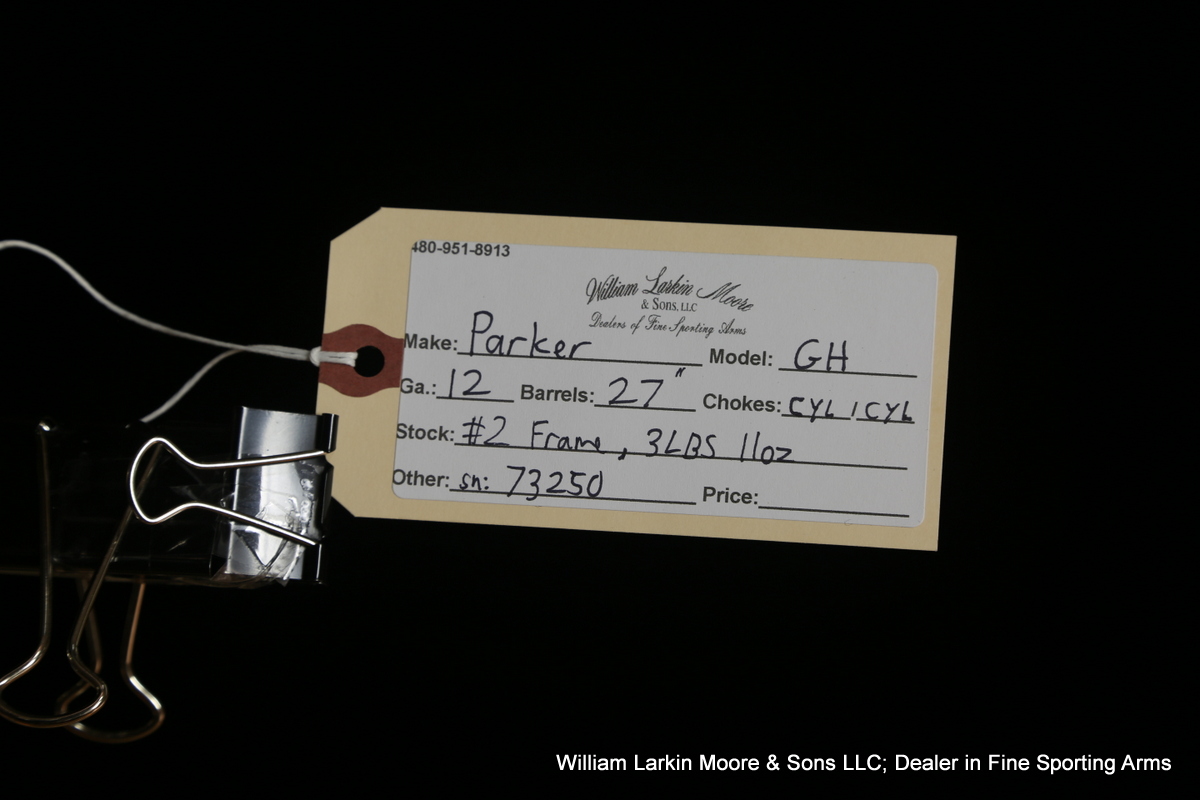 480-951-8913
William Larkin Moore
& Sons, LLC
Dealers of Fine Sporting Arms
Make: Parker Model: GH
Ga.: 12 Barrels: 27" Chokes: CYL / CYL
Stock: #2 Frame, 3LBS 11oz
Other: sn: 73250 Price:
William Larkin Moore & Sons LLC; Dealer in Fine Sporting Arms